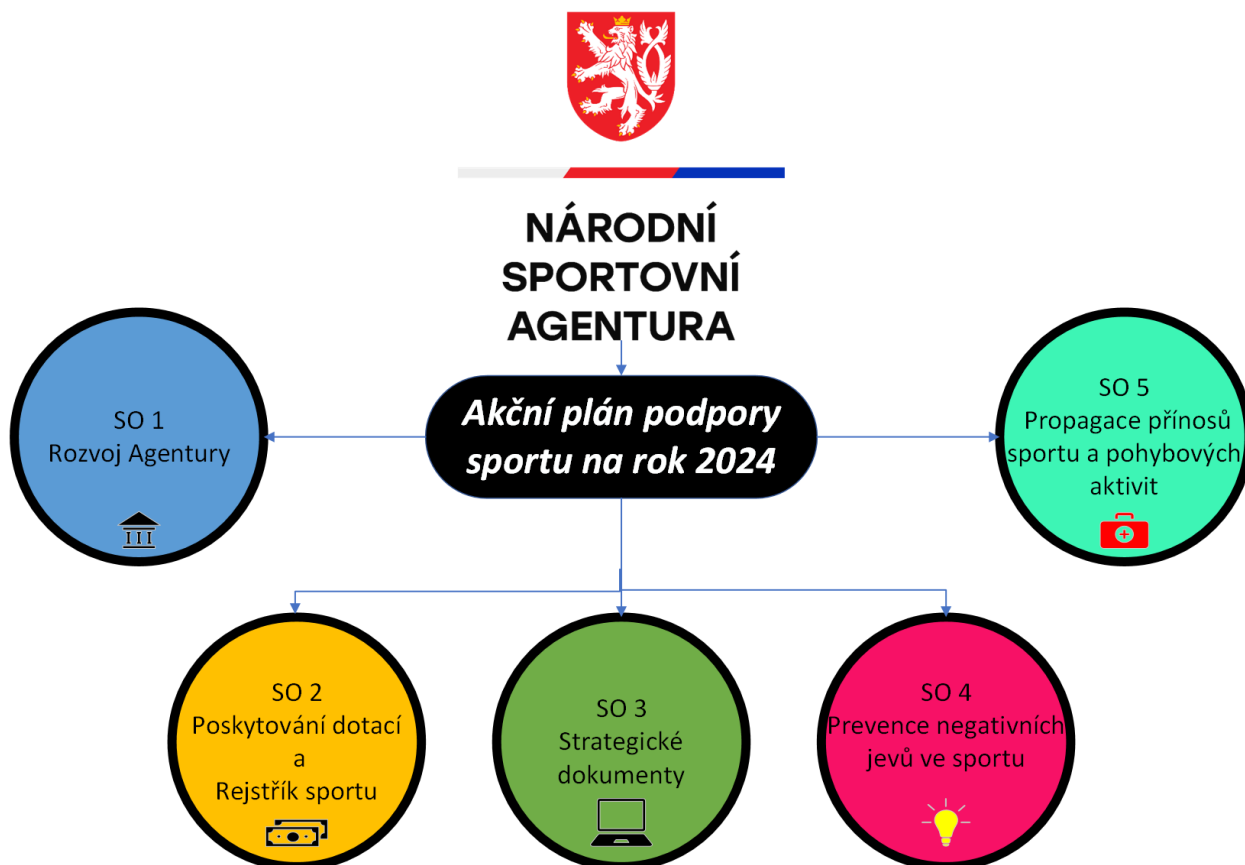 NÁRODNÍ
SPORTOVNÍ
AGENTURA
Akční plán podpory
sportu na rok 2024
SO 1
Rozvoj Agentury
SO 5
Propagace přínosů
sportu a pohybových
aktivit
SO 2
Poskytování dotací
a
Rejstřík sportu
SO 3
Strategické
dokumenty
SO 4
Prevence negativních
jevů ve sportu